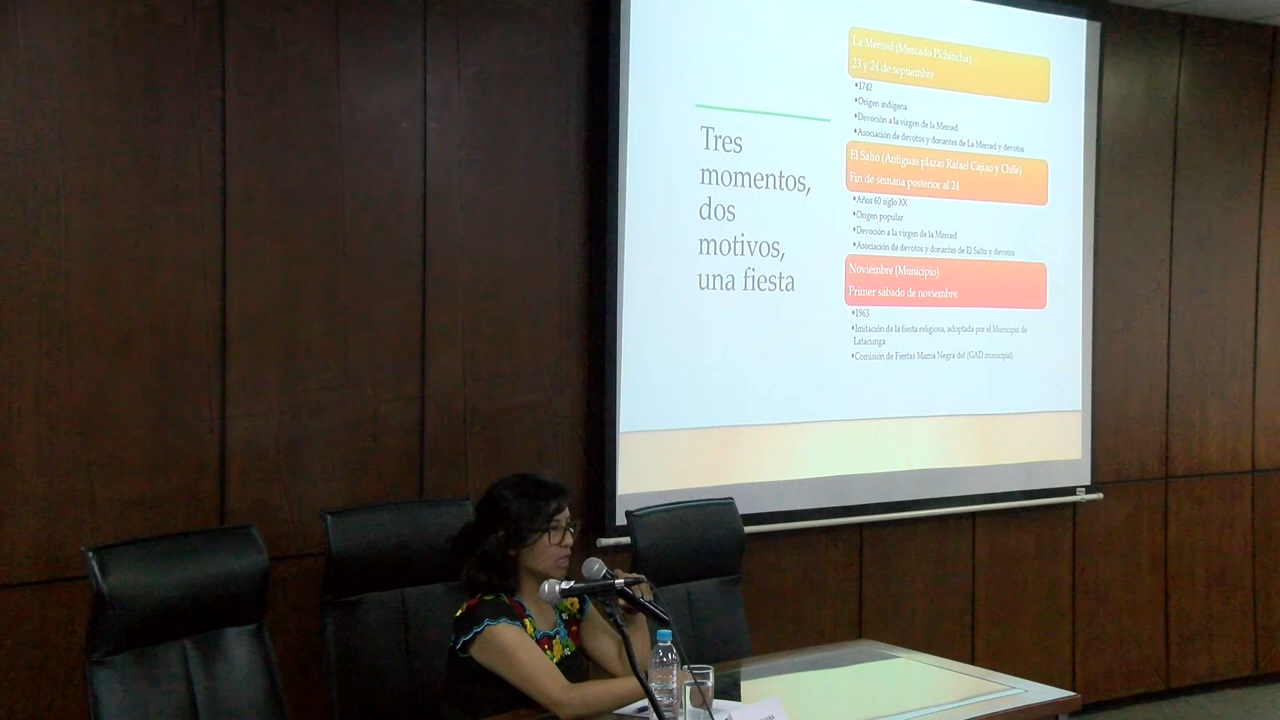 Tres
momentos,
dos
motivos,
una fiesta
La Merced (Mercado Pichincha)
23 y 24 de septiembre
•1742
•Origen indígena
•Devoción a la virgen de la Merced
•Asociación de devotos y donantes de La Merced y devotos
El Salto (Antiguas plazas Rafael Cajiao y Chile)
Fin de semana posterior al 24
•Años 60 siglo XX
•Origen popular
•Devoción a la virgen de la Merced
•Asociación de devotos y donantes de El Salto y devotos
Noviembre (Municipio)
Primer sábado de noviembre
•1963
•Imitación de la fiesta religiosa, adoptada por el Municipio de
Latacunga
•Comisión de Fiestas Mama Negra del (GAD municipal)